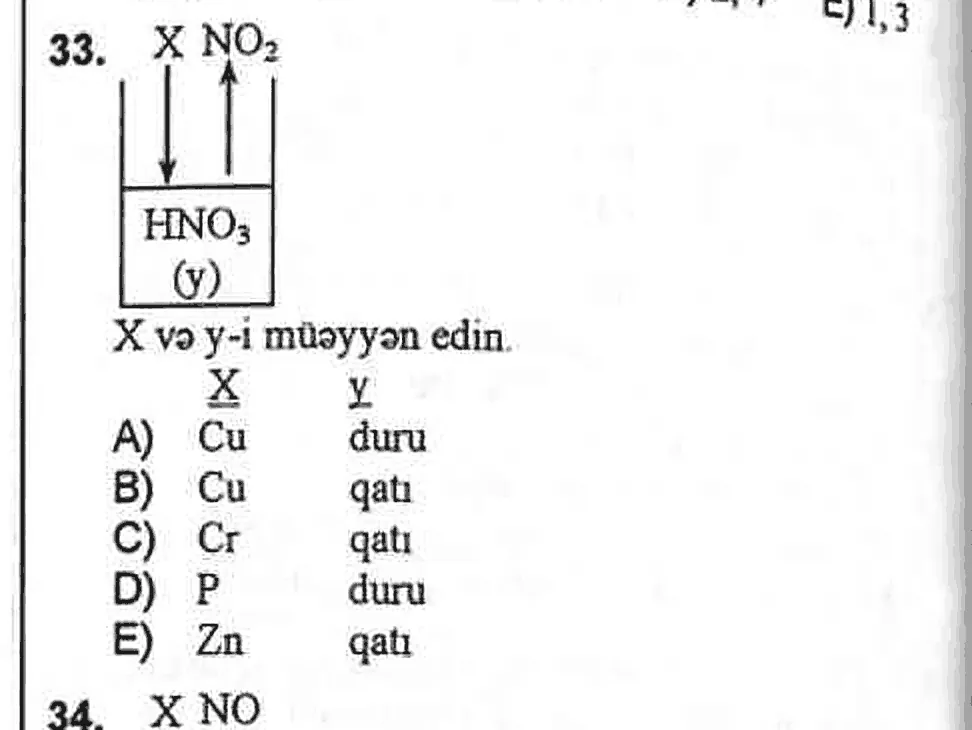 E) 1, 3
33. X NO₂
HNO₃
(y)
X və y-i müəyyən edin.
X y
A) Cu duru
B) Cu qatı
C) Cr qatı
D) P duru
E) Zn qatı
34. X NO